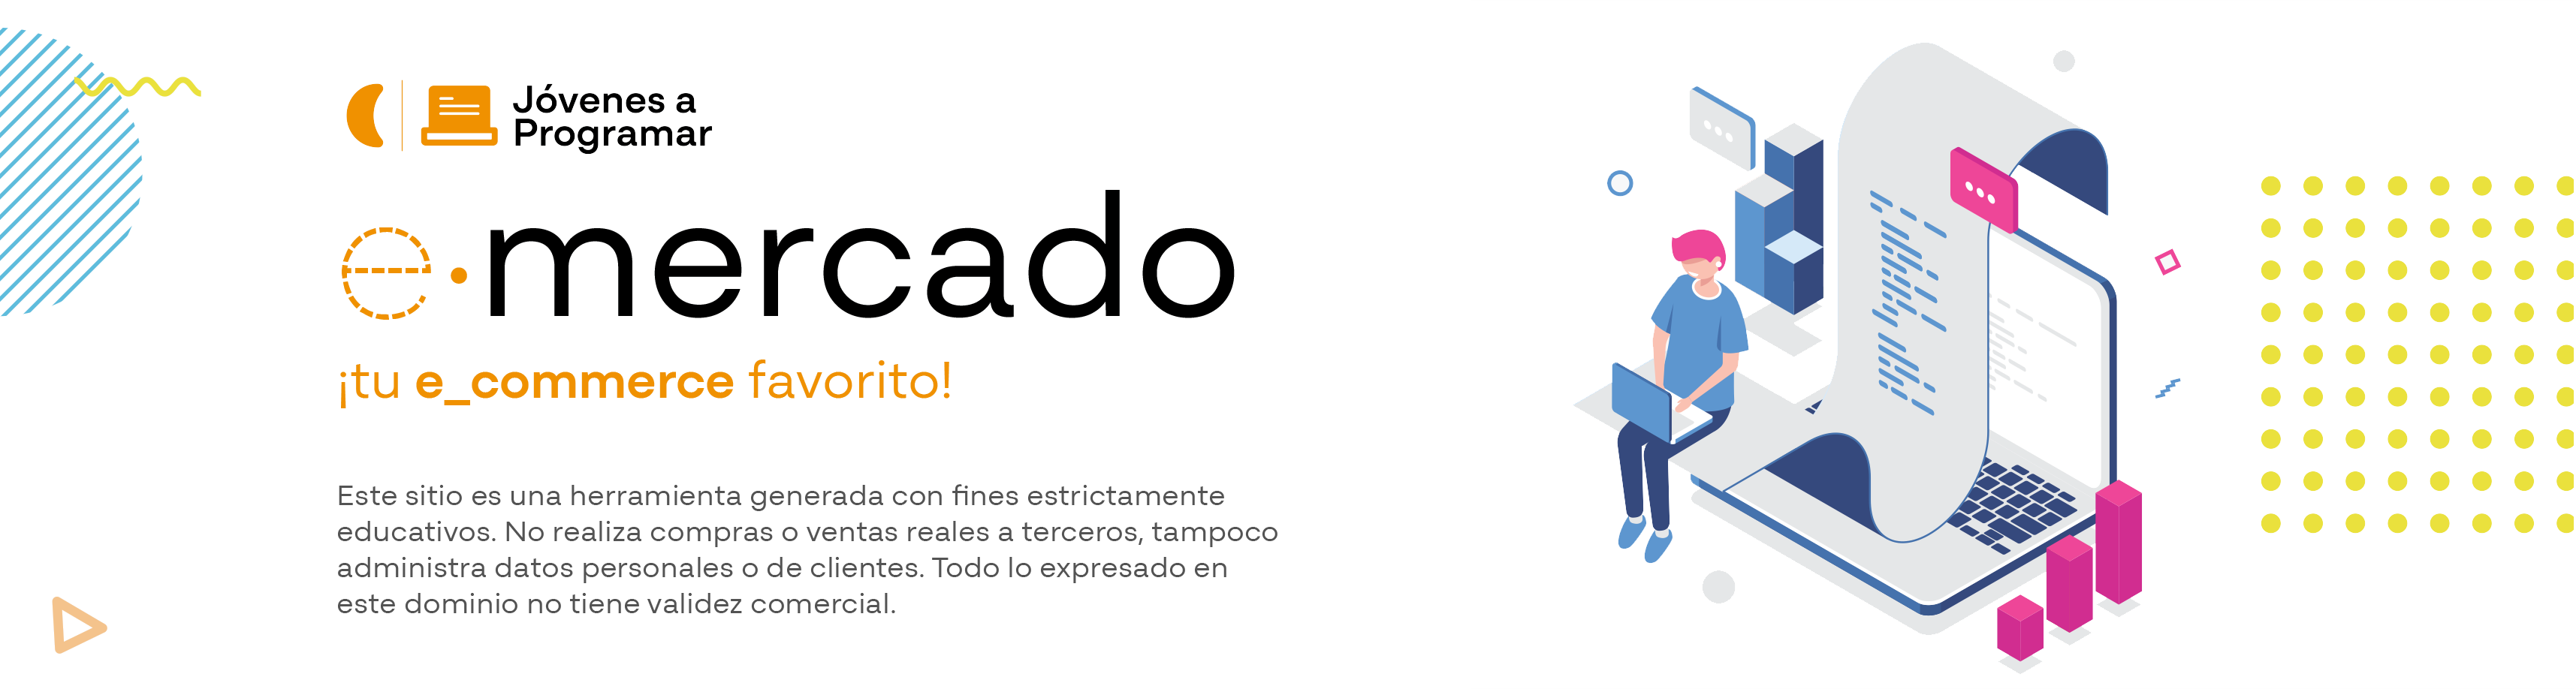 Jóvenes a
Programar
e·mercado
¡tu e_commerce favorito!
Este sitio es una herramienta generada con fines estrictamente
educativos. No realiza compras o ventas reales a terceros, tampoco
administra datos personales o de clientes. Todo lo expresado en
este dominio no tiene validez comercial.